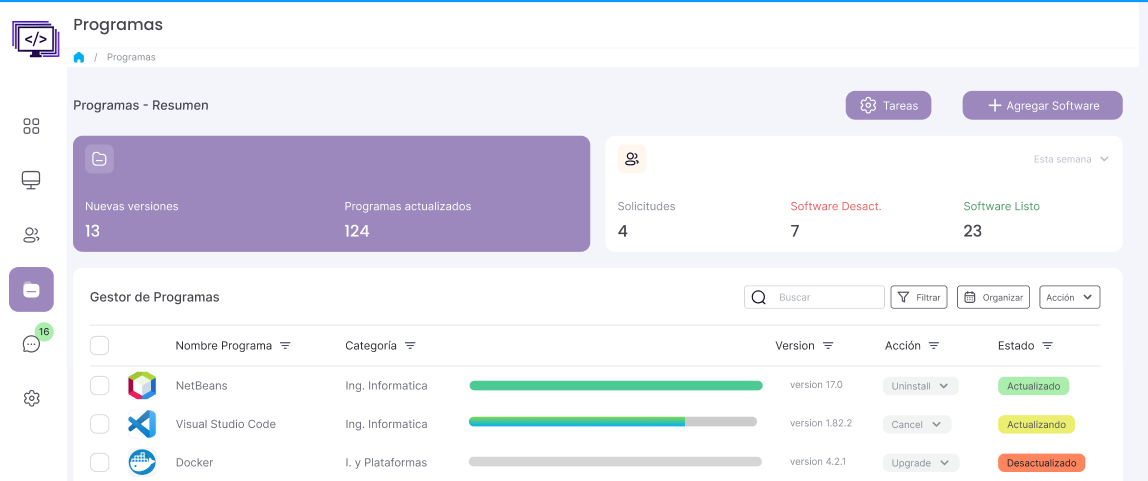 Programas
</>
/ Programas
Programas - Resumen
Tareas
+ Agregar Software
Esta semana
Nuevas versiones
Programas actualizados
13
124
Solicitudes
Software Desact.
Software Listo
4
7
23
Gestor de Programas
Buscar
Filtrar
Organizar
Acción
Nombre Programa
Categoría
Version
Acción
Estado
NetBeans
Ing. Informatica
version 17.0
Uninstall
Actualizado
Visual Studio Code
Ing. Informatica
version 1.82.2
Cancel
Actualizando
Docker
I. y Plataformas
version 4.2.1
Upgrade
Desactualizado
16